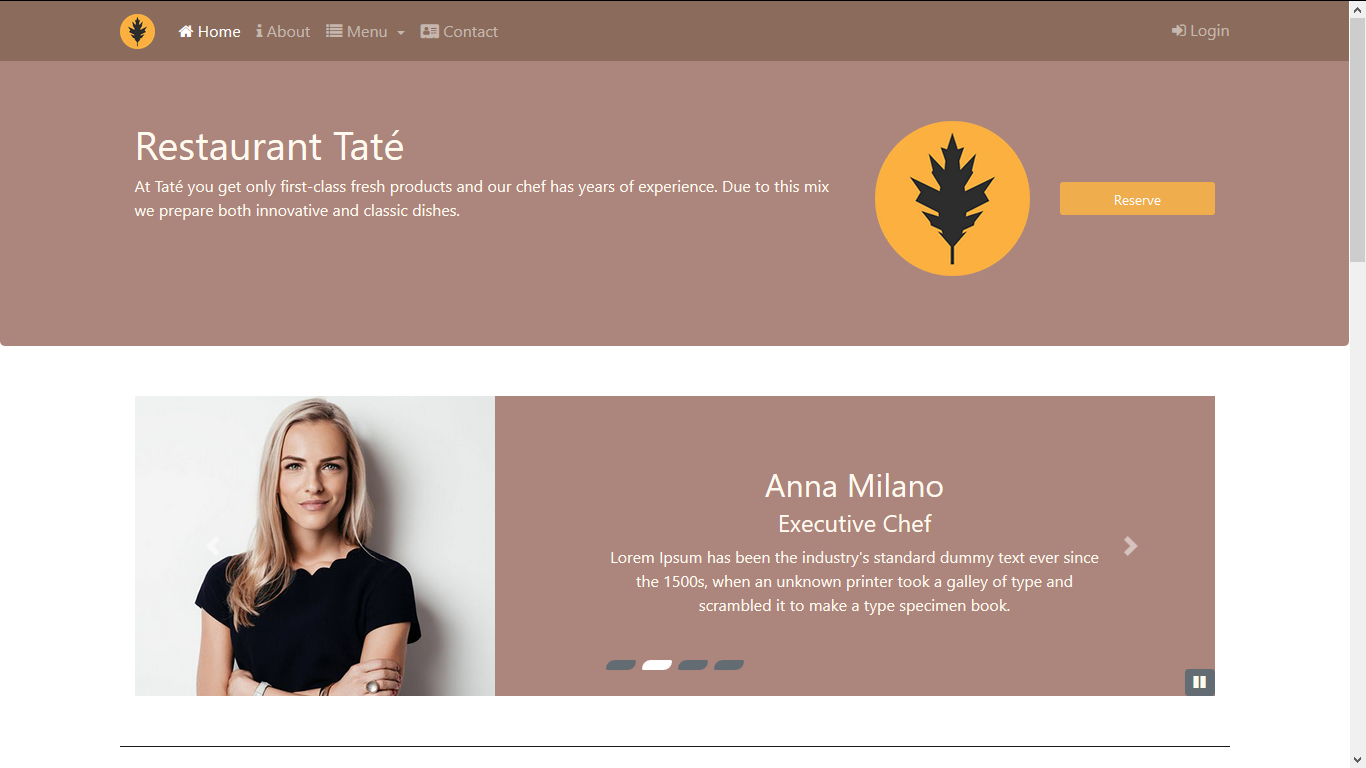 Home About Menu Contact Login
Restaurant Taté
At Taté you get only first-class fresh products and our chef has years of experience. Due to this mix
we prepare both innovative and classic dishes.
Reserve
Anna Milano
Executive Chef
Lorem Ipsum has been the industry's standard dummy text ever since
the 1500s, when an unknown printer took a galley of type and
scrambled it to make a type specimen book.